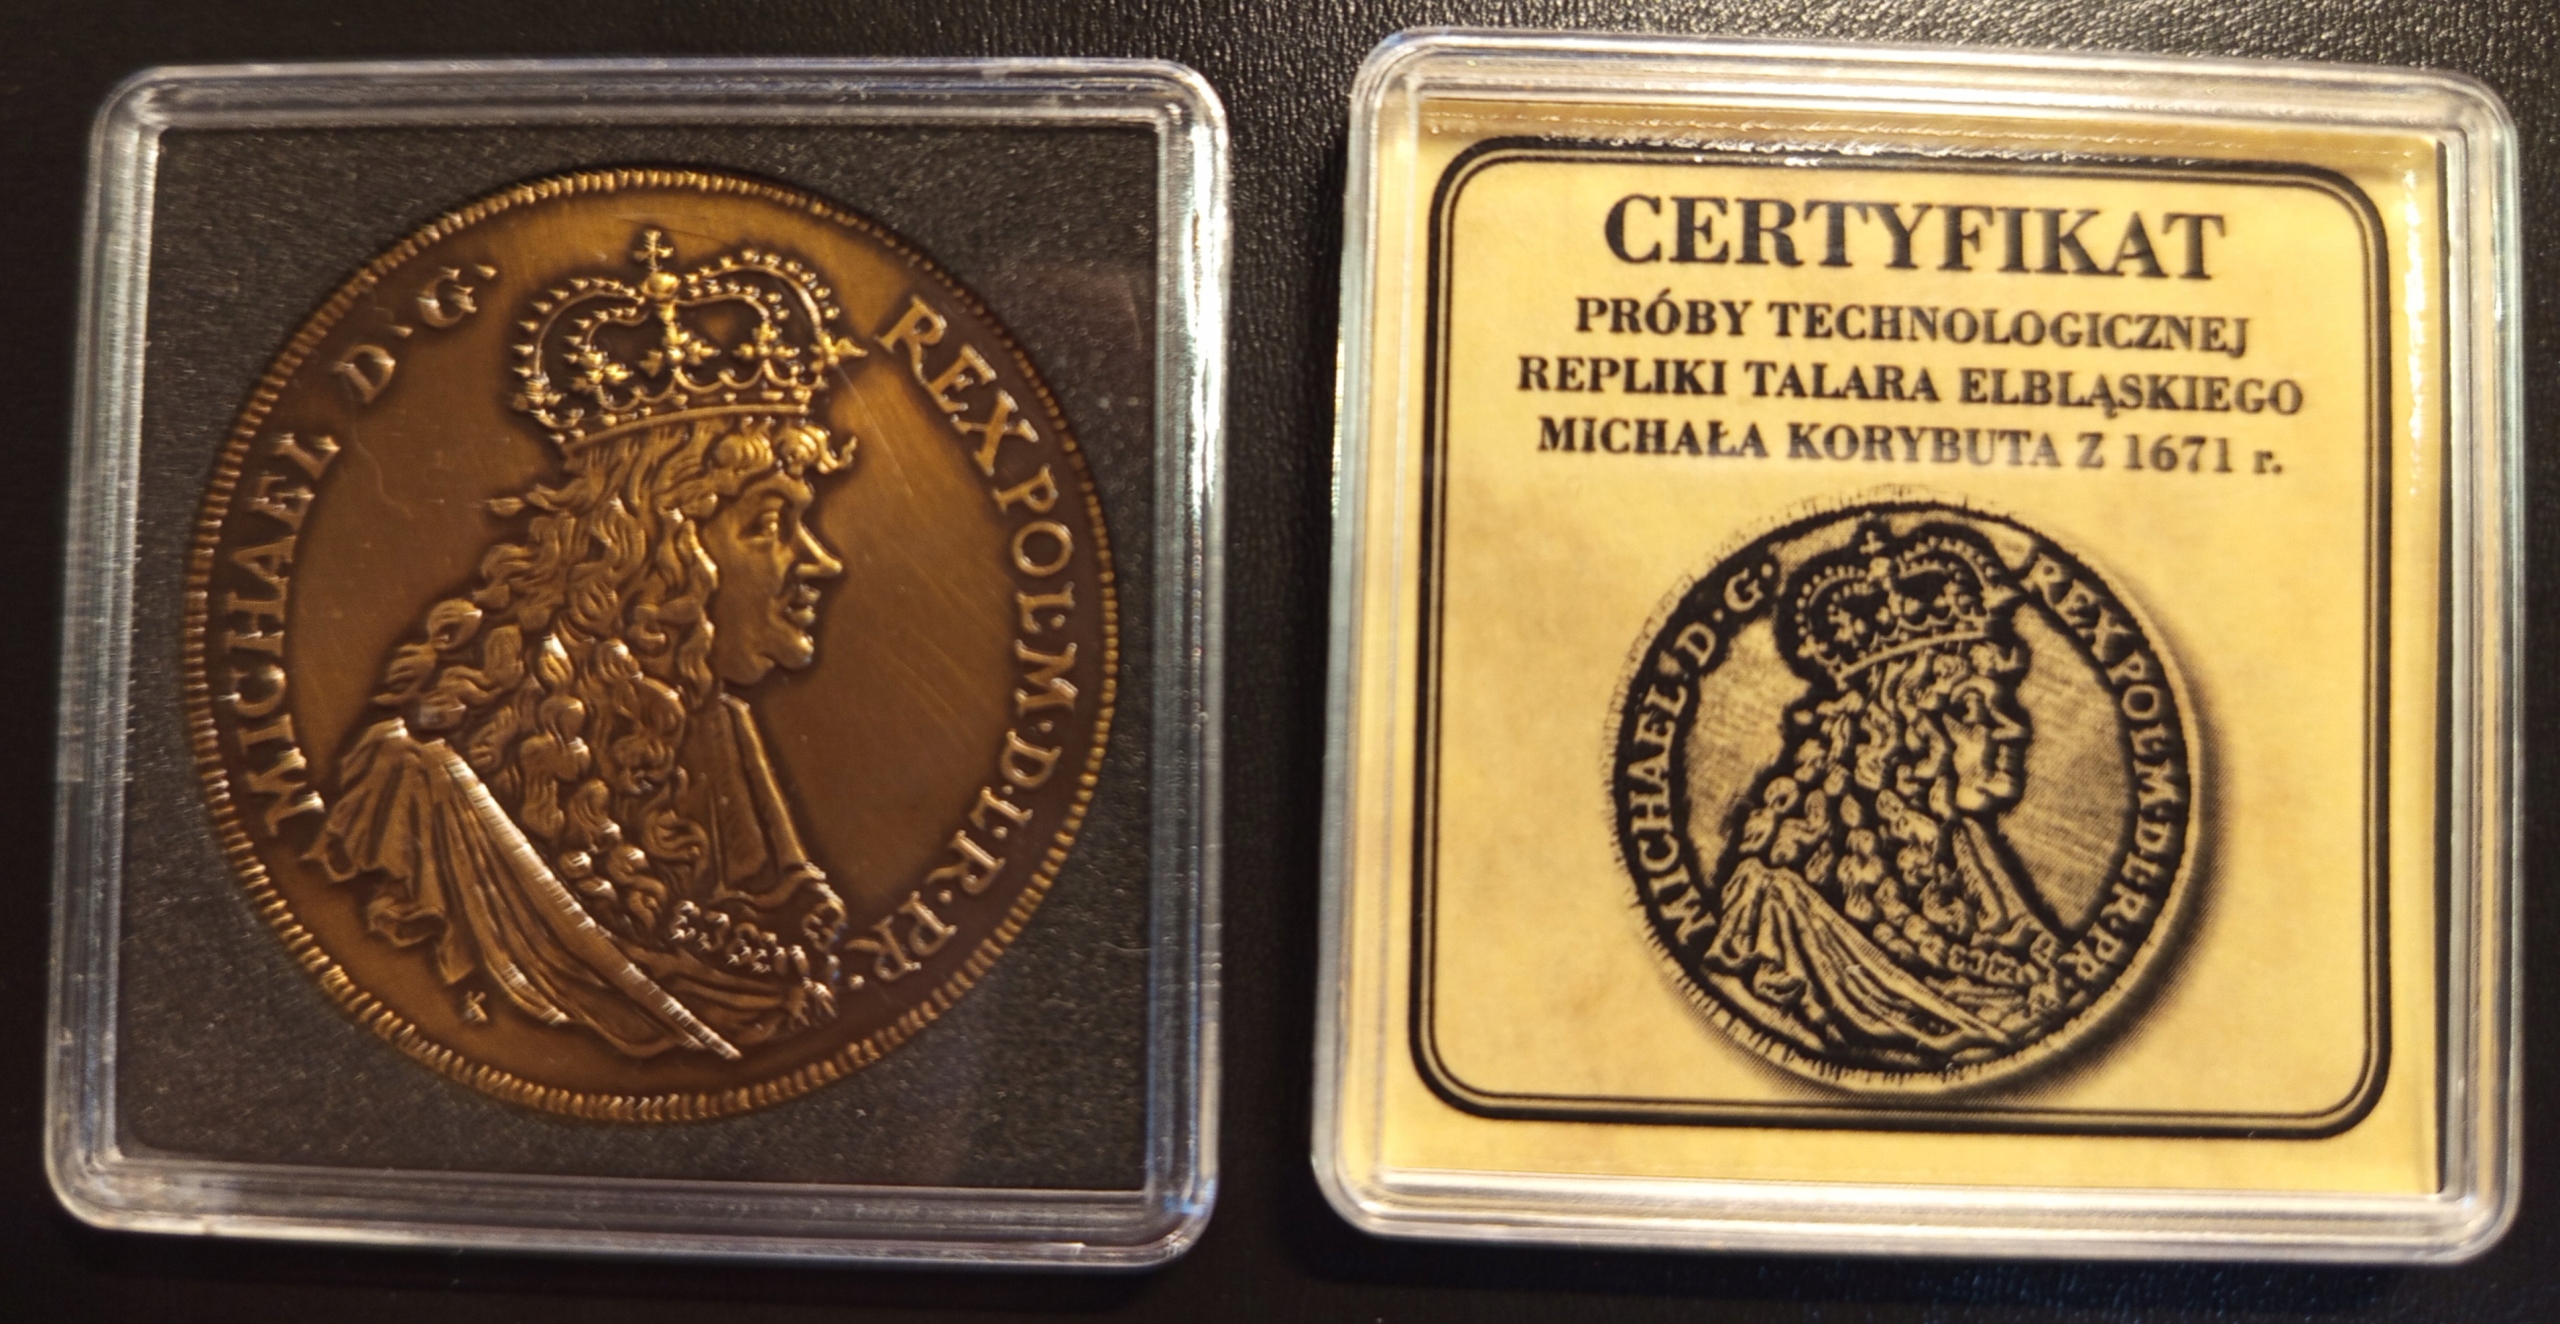 MICHAEL D·G· REX POL·M·D·L·R·PR·
K
CERTYFIKAT
PRÓBY TECHNOLOGICZNEJ
REPLIKI TALARA ELBLĄSKIEGO
MICHAŁA KORYBUTA Z 1671 r.
MICHAEL·D·G· REX POL·M·D·L·R·PR·